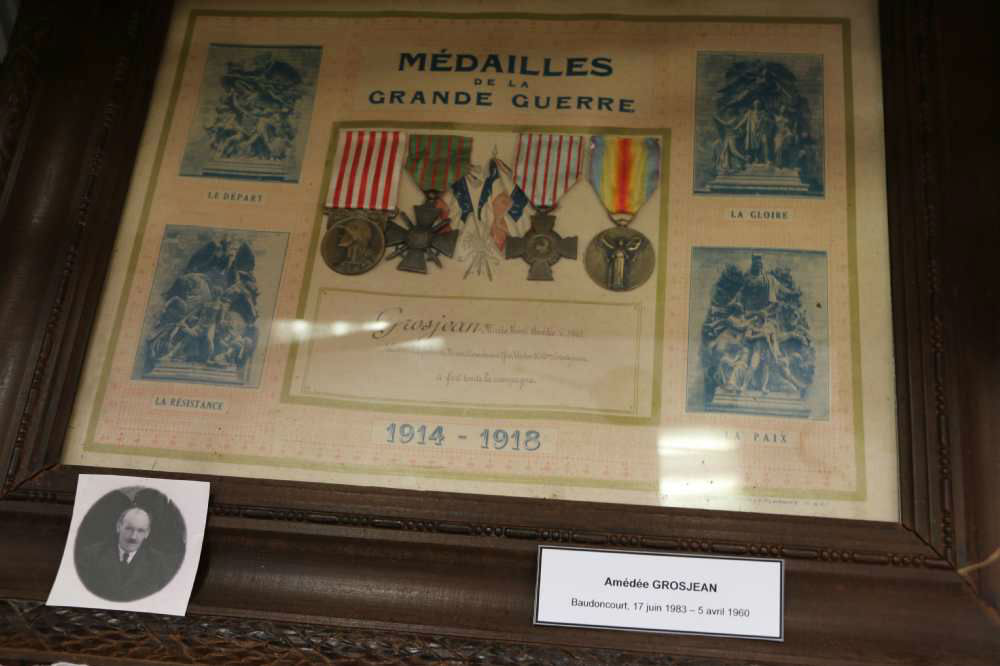 MÉDAILLES
DE LA
GRANDE GUERRE
LE DÉPART
LA GLOIRE
Grosjean
a fait toute la campagne.
LA RÉSISTANCE
LA PAIX
1914 - 1918
Amédée GROSJEAN
Baudoncourt, 17 juin 1983 – 5 avril 1960